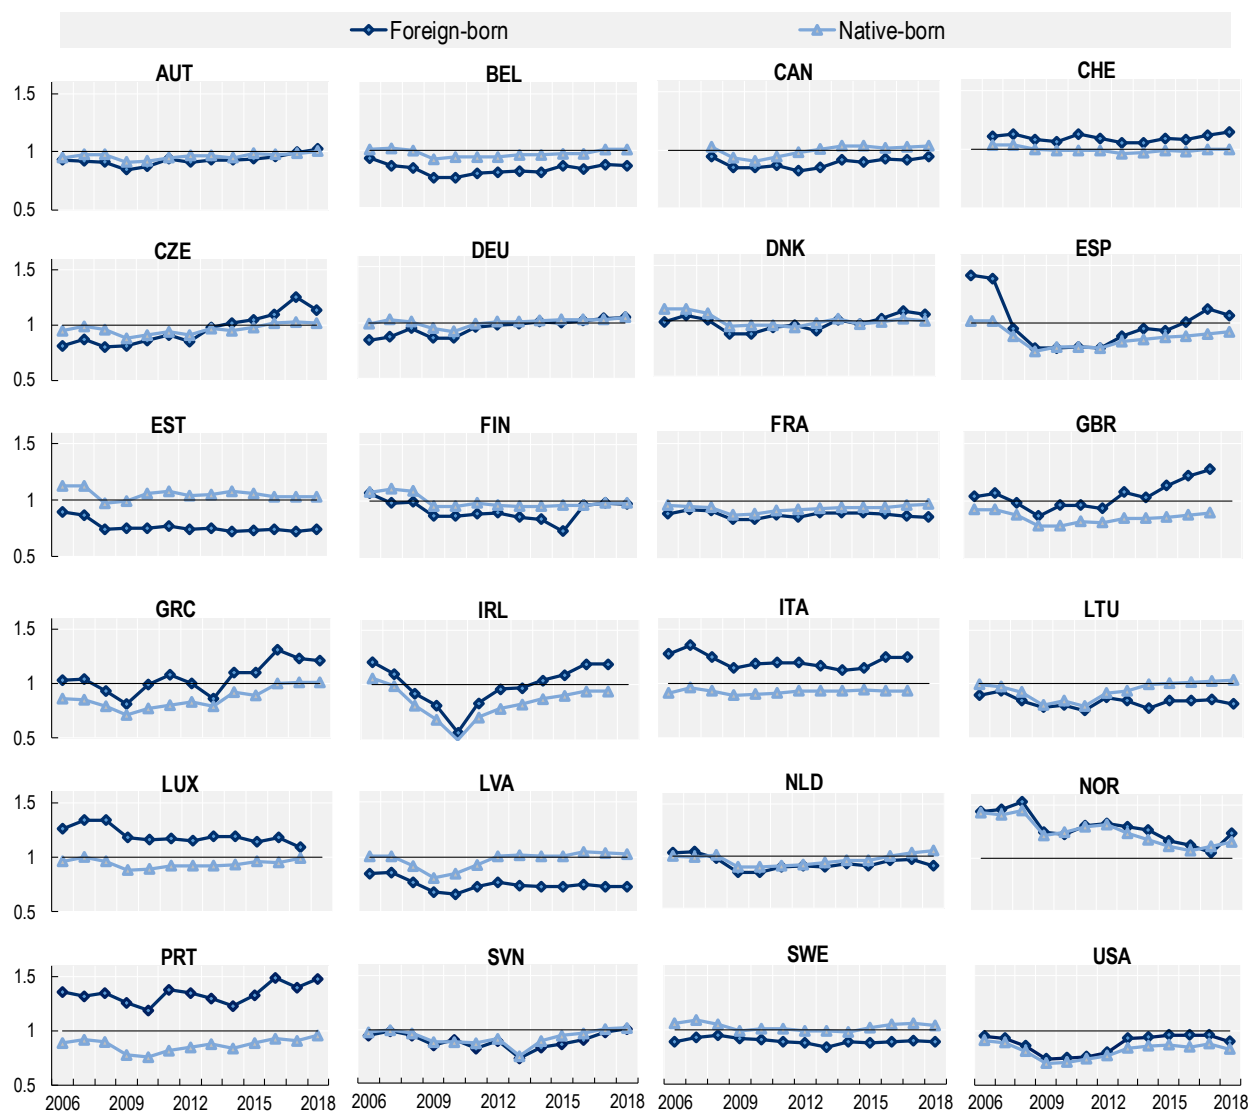 Foreign-born Native-born
AUT BEL CAN CHE
1.5
1
0.5
CZE DEU DNK ESP
1.5
1
0.5
EST FIN FRA GBR
1.5
1
0.5
GRC IRL ITA LTU
1.5
1
0.5
LUX LVA NLD NOR
1.5
1
0.5
PRT SVN SWE USA
1.5
1
0.5
2006 2009 2012 2015 2018 2006 2009 2012 2015 2018 2006 2009 2012 2015 2018 2006 2009 2012 2015 2018